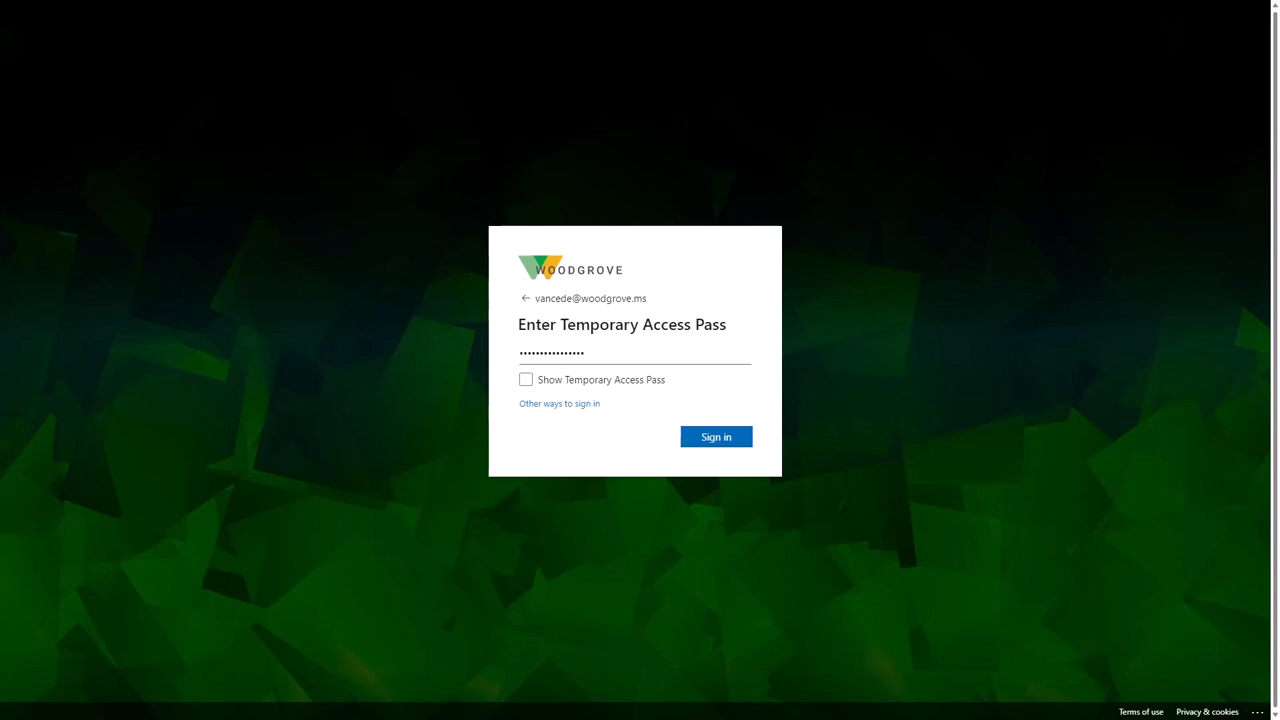 WOODGROVE
vancede@woodgrove.ms
Enter Temporary Access Pass
••••••••••••••••
Show Temporary Access Pass
Other ways to sign in
Sign in
Terms of use Privacy & cookies ...